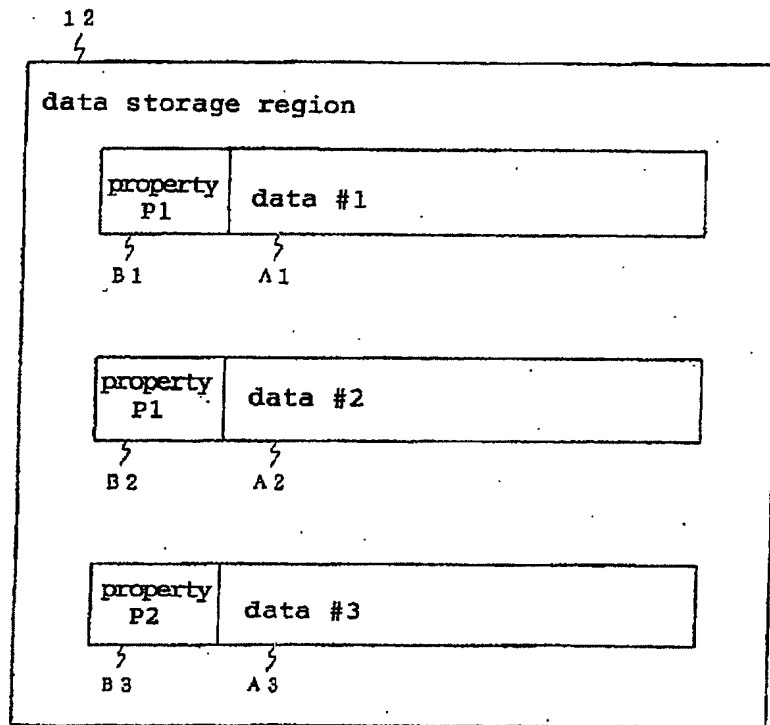 12
data storage region
property
P1
data #1
B1
A1
property
P1
data #2
B2
A2
property
P2
data #3
B3
A3